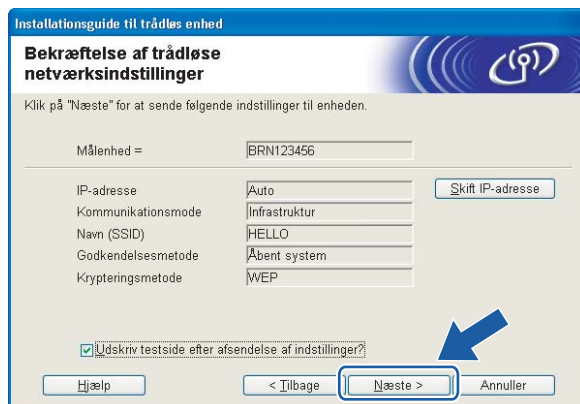 Installationsguide til trådløs enhed
Bekræftelse af trådløse
netværksindstillinger
Klik på "Næste" for at sende følgende indstillinger til enheden.
Målenhed = BRN123456
IP-adresse Auto Skift IP-adresse
Kommunikationsmode Infrastruktur
Navn (SSID) HELLO
Godkendelsesmetode Åbent system
Krypteringsmetode WEP
Udskriv testside efter afsendelse af indstillinger?
Hjælp < Tilbage Næste > Annuller